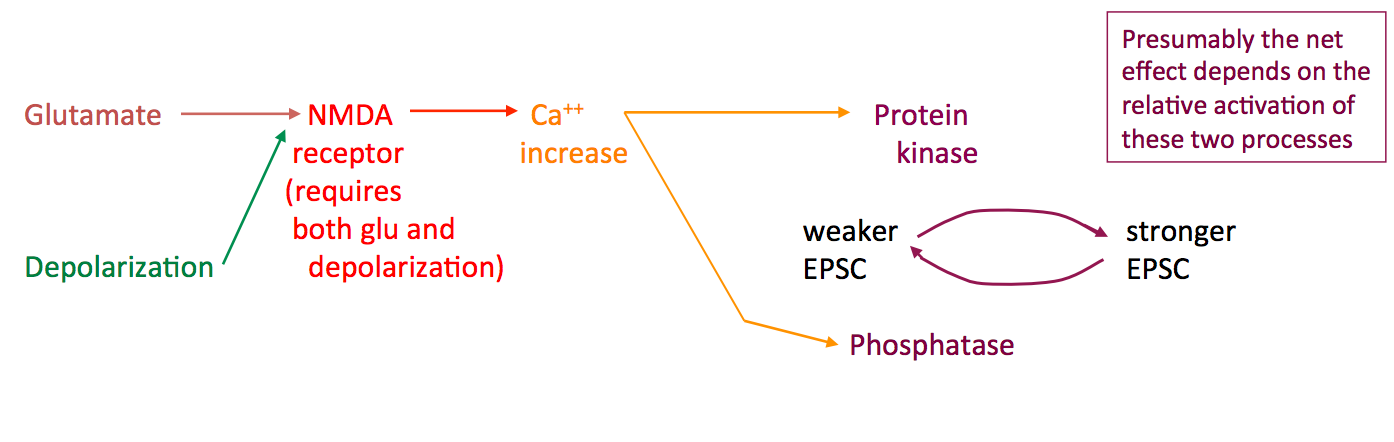 Presumably the net
effect depends on the
relative activation of
these two processes
Glutamate
NMDA
receptor
(requires
both glu and
depolarization)
Depolarization
Ca⁺⁺
increase
Protein
kinase
weaker
EPSC
stronger
EPSC
Phosphatase